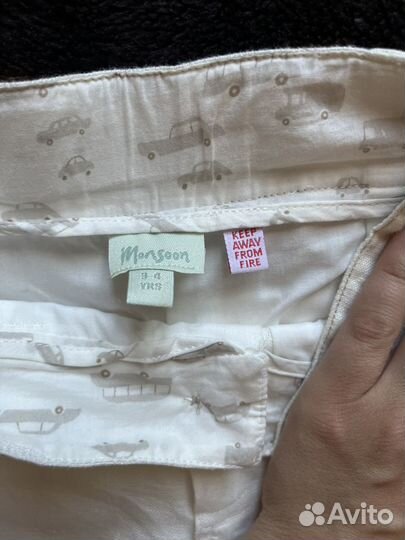 Monsoon
3-4
YRS
KEEP
AWAY
FROM
FIRE
Avito